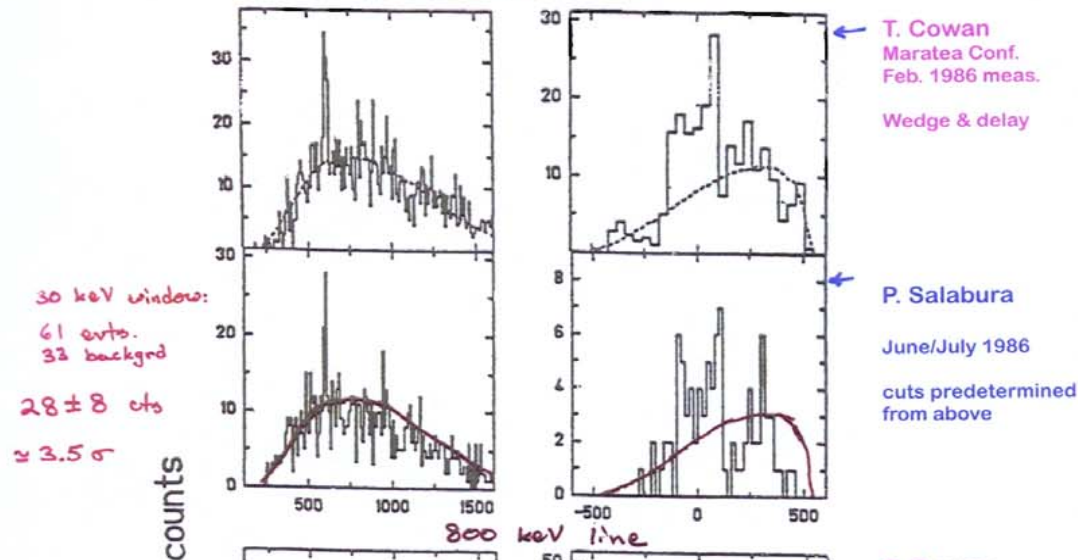 30
20
10
30
20
10
T. Cowan
Maratea Conf.
Feb. 1986 meas.
Wedge & delay
30 keV window:
61 evts.
33 backgrd
28 ± 8 cts
≃ 3.5 σ
counts
30
20
10
0
500
1000
1500
8
6
4
2
0
-500
0
500
P. Salabura
June/July 1986
cuts predetermined
from above
800 keV line
50